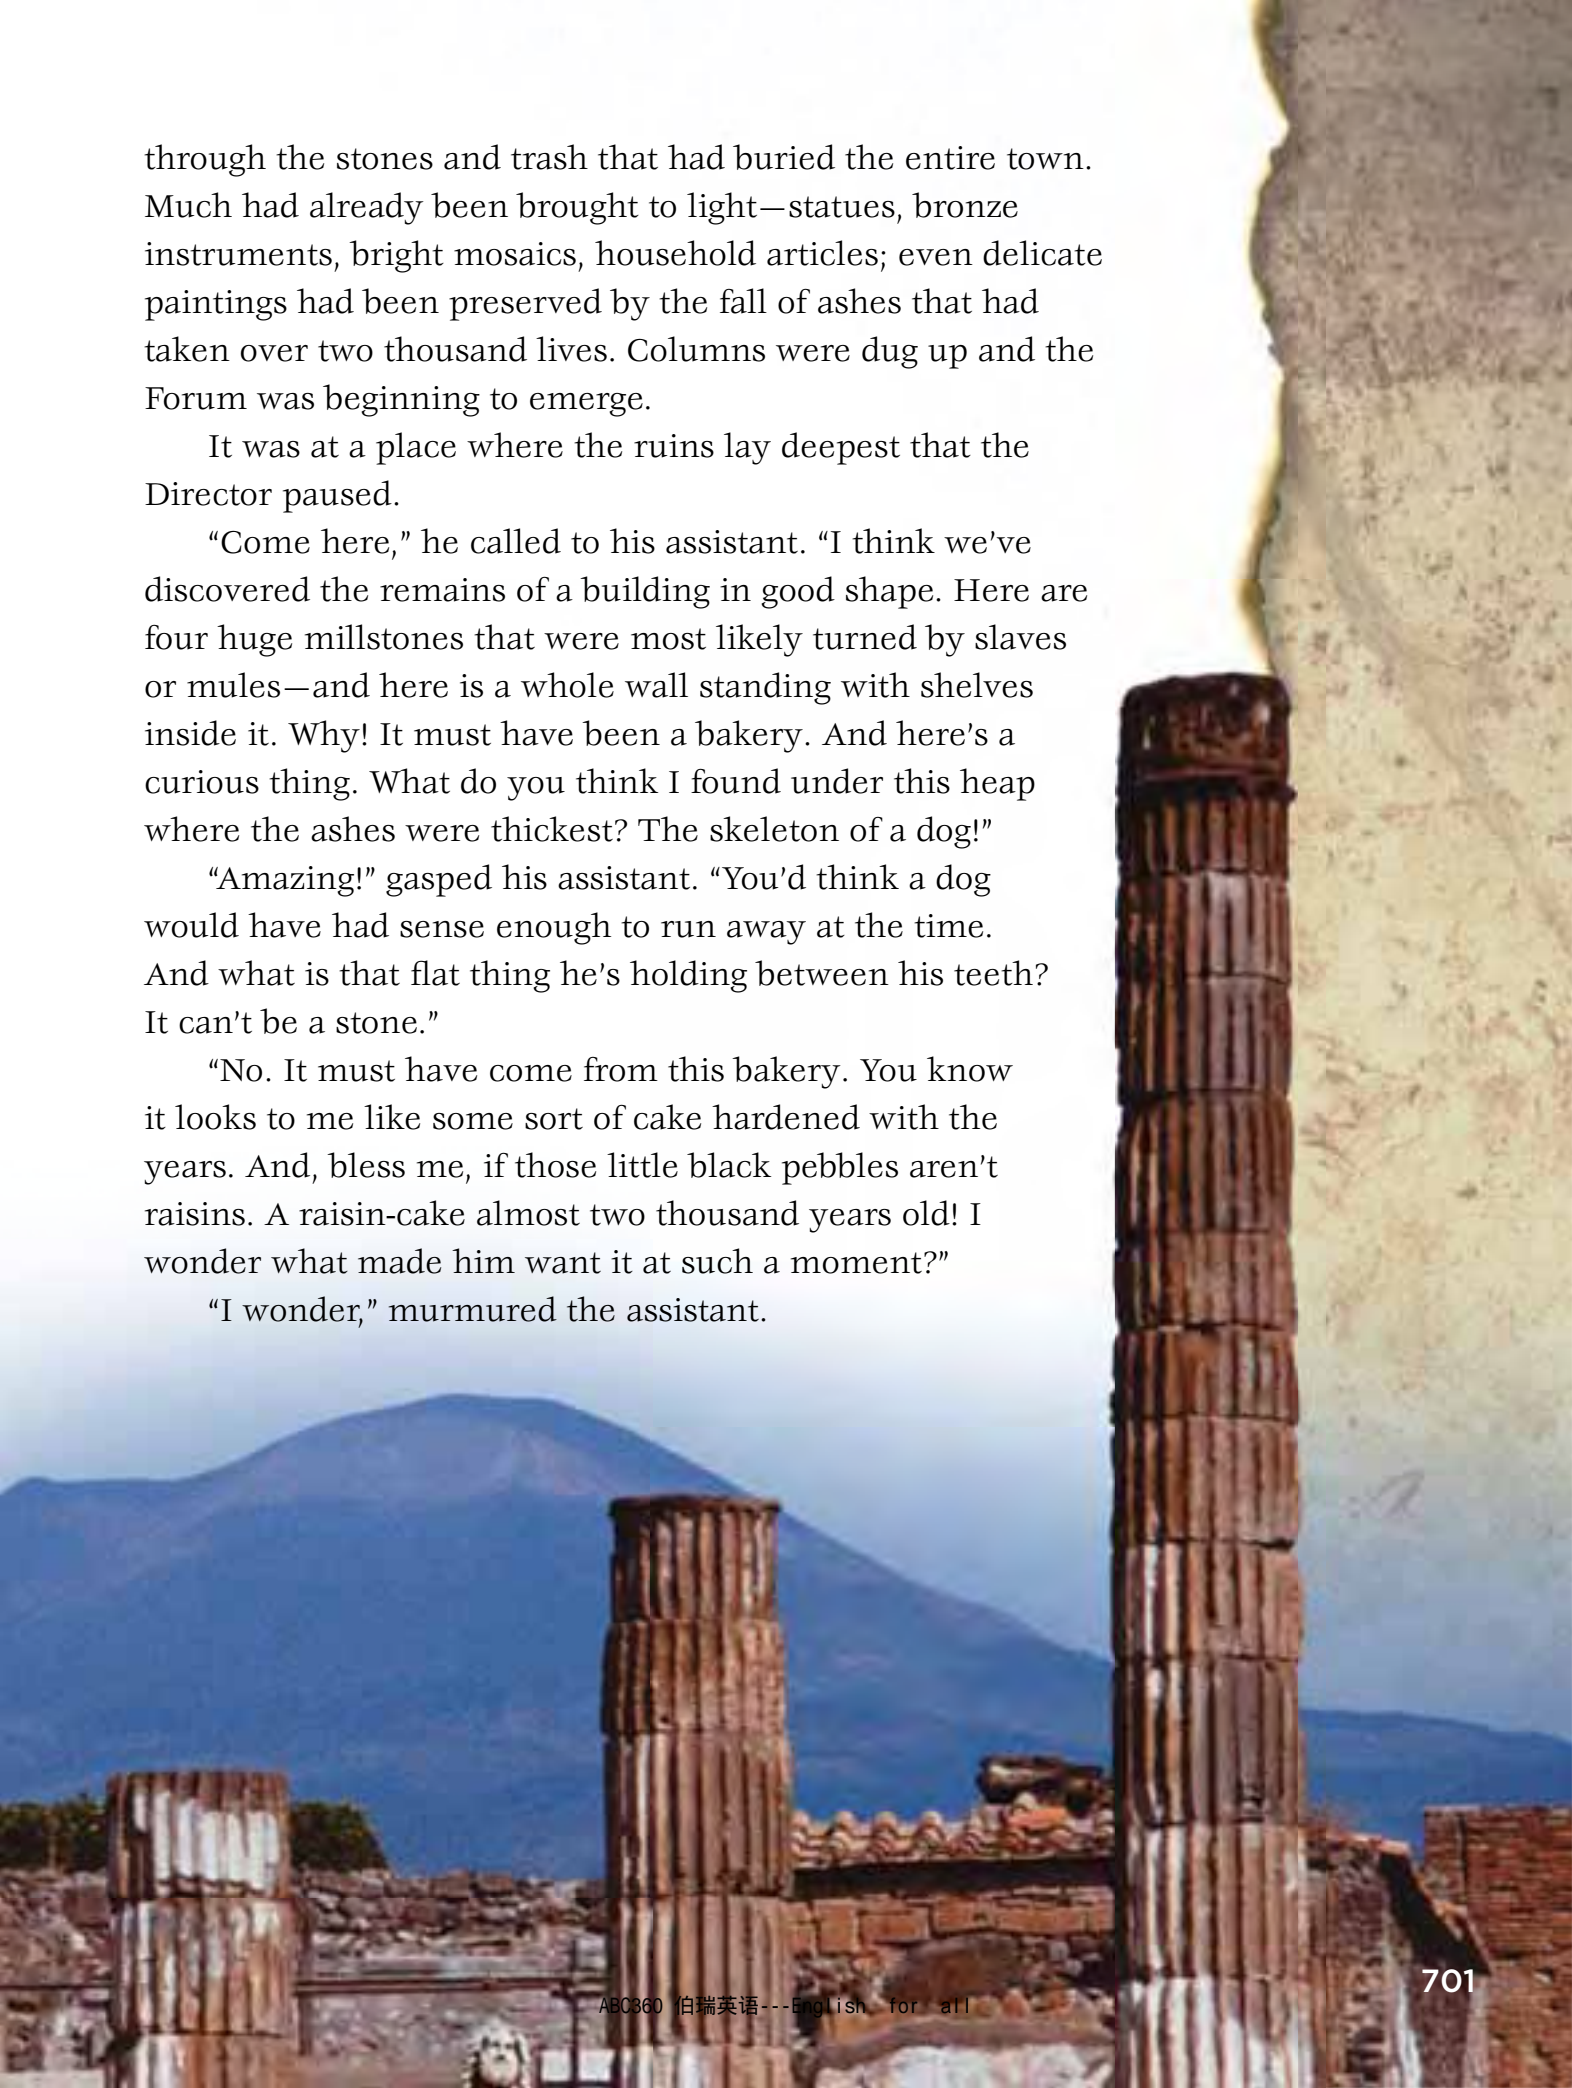 through the stones and trash that had buried the entire town.
Much had already been brought to light—statues, bronze
instruments, bright mosaics, household articles; even delicate
paintings had been preserved by the fall of ashes that had
taken over two thousand lives. Columns were dug up and the
Forum was beginning to emerge.
It was at a place where the ruins lay deepest that the
Director paused.
“Come here,” he called to his assistant. “I think we’ve
discovered the remains of a building in good shape. Here are
four huge millstones that were most likely turned by slaves
or mules—and here is a whole wall standing with shelves
inside it. Why! It must have been a bakery. And here’s a
curious thing. What do you think I found under this heap
where the ashes were thickest? The skeleton of a dog!”
“Amazing!” gasped his assistant. “You’d think a dog
would have had sense enough to run away at the time.
And what is that flat thing he’s holding between his teeth?
It can’t be a stone.”
“No. It must have come from this bakery. You know
it looks to me like some sort of cake hardened with the
years. And, bless me, if those little black pebbles aren’t
raisins. A raisin-cake almost two thousand years old! I
wonder what made him want it at such a moment?”
“I wonder,” murmured the assistant.
701
ABC360 伯瑞英语---English for all